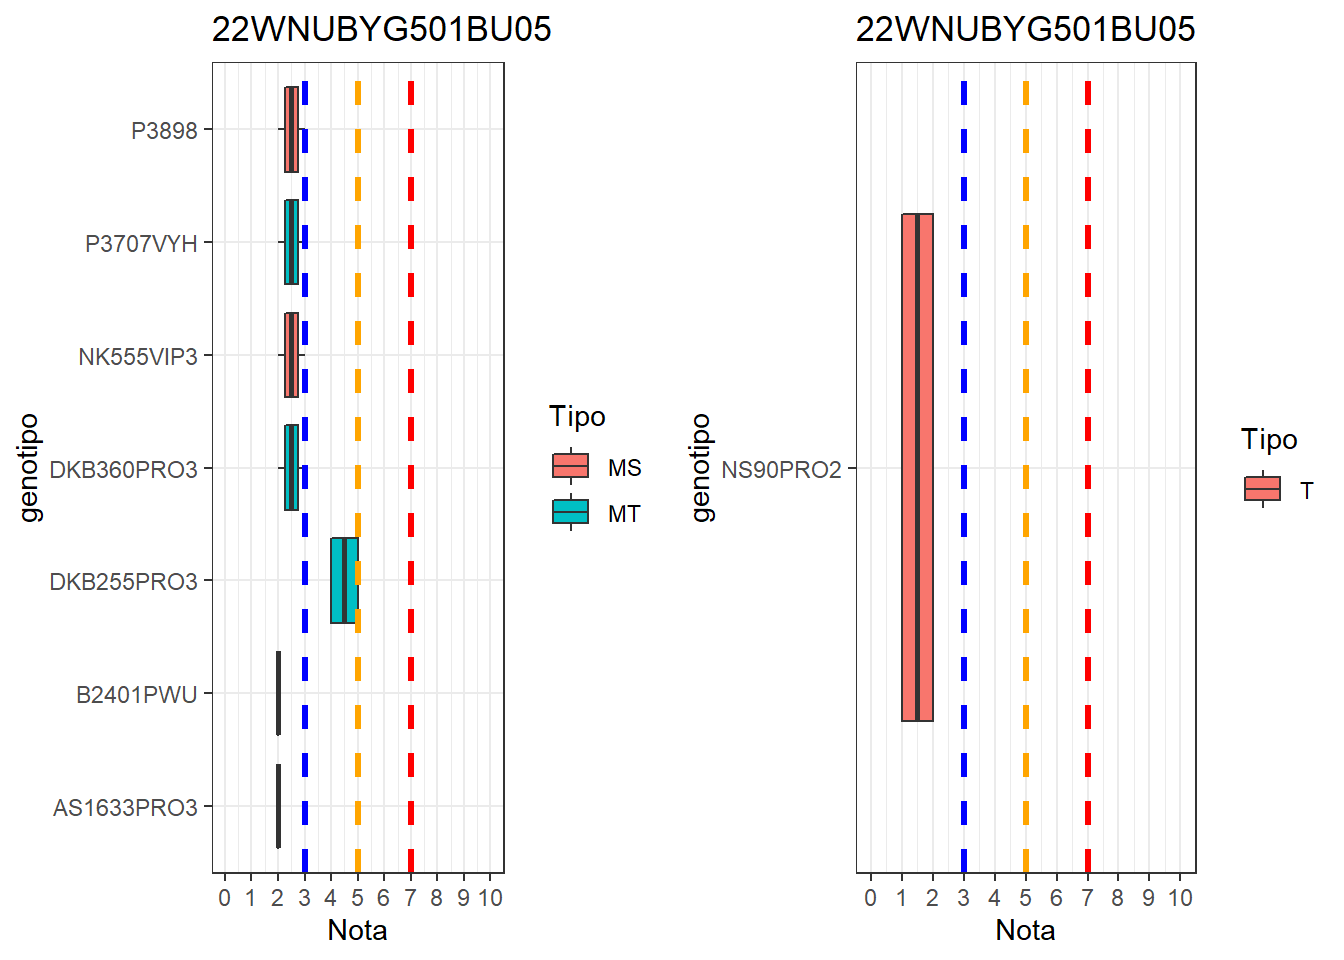 22WNUBYG501BU05
genotipo
P3898
P3707VYH
NK555VIP3
DKB360PRO3
DKB255PRO3
B2401PWU
AS1633PRO3
0 1 2 3 4 5 6 7 8 9 10
Nota
Tipo
MS
MT
22WNUBYG501BU05
genotipo
NS90PRO2
0 1 2 3 4 5 6 7 8 9 10
Nota
Tipo
T